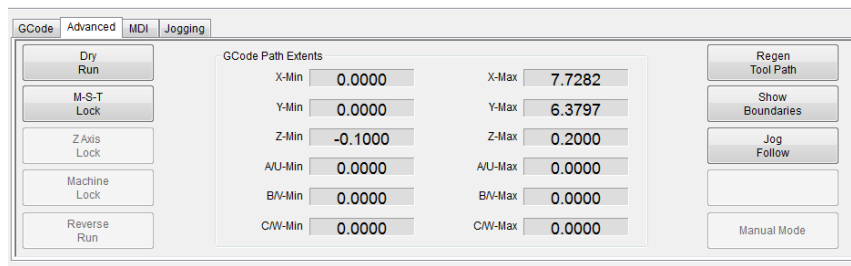 GCode Advanced MDI Jogging
Dry
Run
M-S-T
Lock
Z Axis
Lock
Machine
Lock
Reverse
Run
GCode Path Extents
X-Min 0.0000 X-Max 7.7282
Y-Min 0.0000 Y-Max 6.3797
Z-Min -0.1000 Z-Max 0.2000
A/U-Min 0.0000 A/U-Max 0.0000
B/V-Min 0.0000 B/V-Max 0.0000
C/W-Min 0.0000 C/W-Max 0.0000
Regen
Tool Path
Show
Boundaries
Jog
Follow
Manual Mode